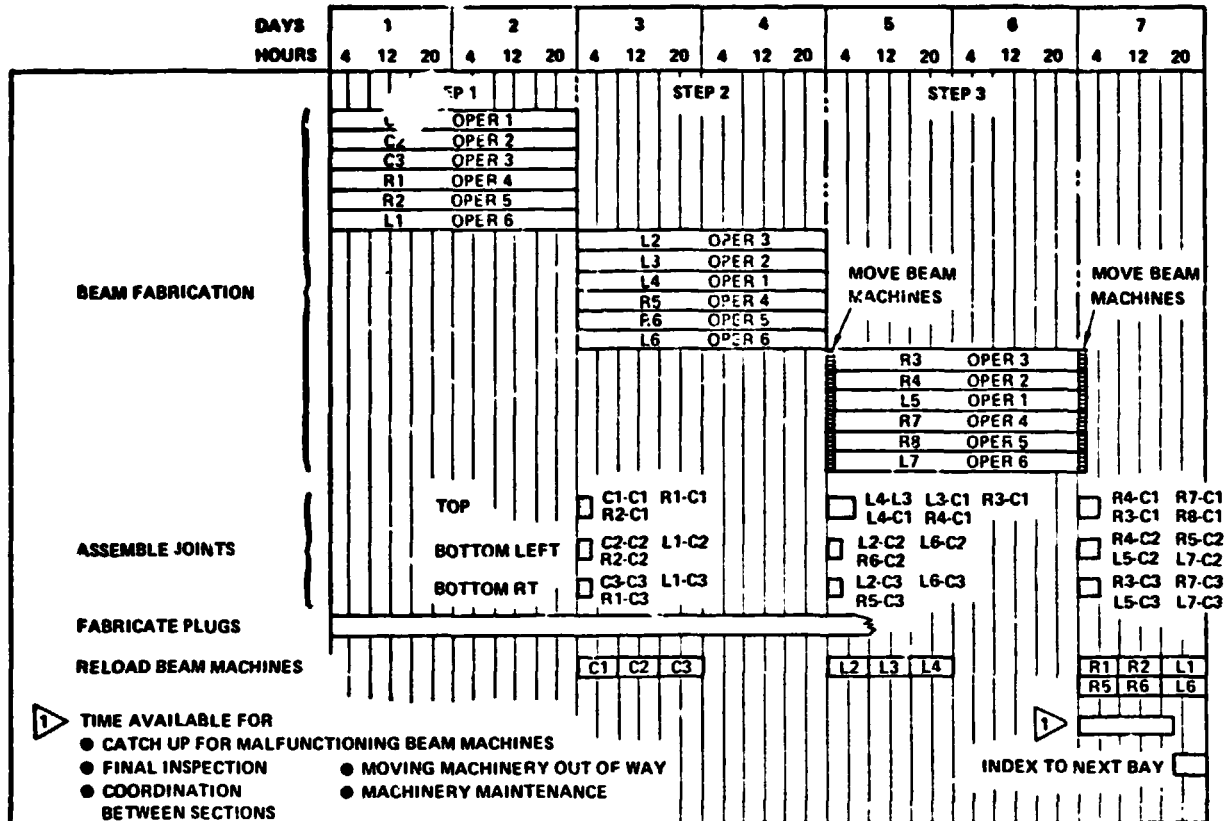 DAYS 1 2 3 4 5 6 7
HOURS 4 12 20 4 12 20 4 12 20 4 12 20 4 12 20 4 12 20 4 12 20
1 STEP 2 STEP 3
OPER 1
C2 OPER 2
C3 OPER 3
R1 OPER 4
R2 OPER 5
L1 OPER 6
L2 OPER 3
L3 OPER 2
L4 OPER 1
R5 OPER 4
R6 OPER 5
L6 OPER 6
BEAM FABRICATION
MOVE BEAM
MACHINES
MOVE BEAM
MACHINES
R3 OPER 3
R4 OPER 2
L5 OPER 1
R7 OPER 4
R8 OPER 5
L7 OPER 6
ASSEMBLE JOINTS
TOP
C1-C1 R1-C1
R2-C1
L4-L3 L3-C1 R3-C1
L4-C1 R4-C1
R4-C1 R7-C1
R3-C1 R8-C1
BOTTOM LEFT
C2-C2 L1-C2
R2-C2
L2-C2 L6-C2
R6-C2
R4-C2 R5-C2
L5-C2 L7-C2
BOTTOM RT
C3-C3 L1-C3
R1-C3
L2-C3 L6-C3
R5-C3
R3-C3 R7-C3
L5-C3 L7-C3
FABRICATE PLUGS
RELOAD BEAM MACHINES C1 C2 C3 L2 L3 L4 R1 R2 L1
R5 R6 L6
1 TIME AVAILABLE FOR
● CATCH UP FOR MALFUNCTIONING BEAM MACHINES
● FINAL INSPECTION ● MOVING MACHINERY OUT OF WAY
● COORDINATION ● MACHINERY MAINTENANCE
BETWEEN SECTIONS
1
INDEX TO NEXT BAY